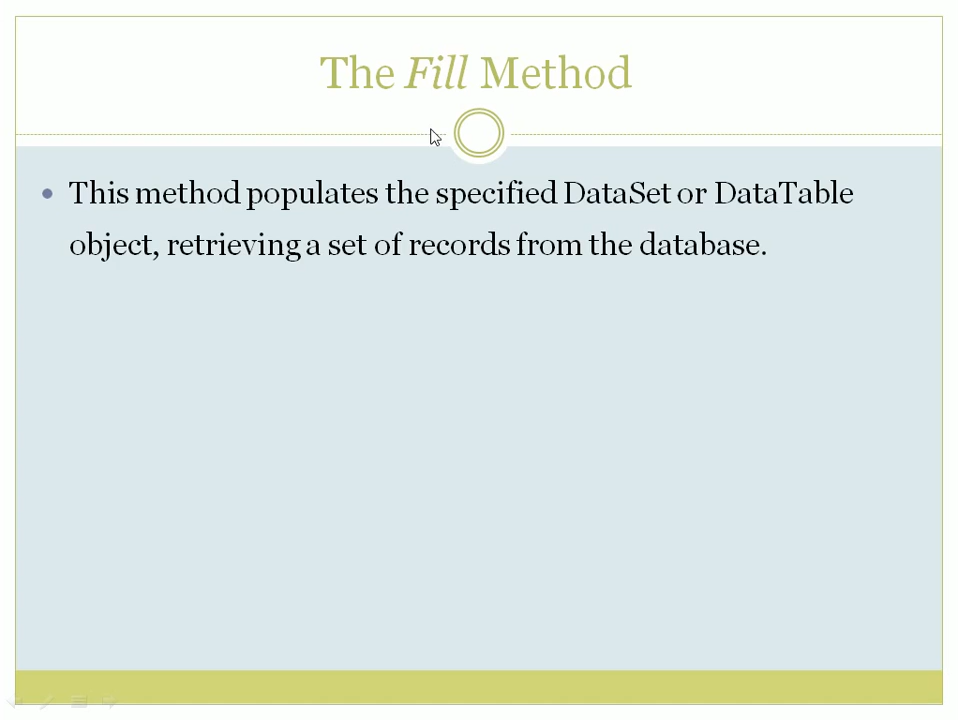 The Fill Method
• This method populates the specified DataSet or DataTable
object, retrieving a set of records from the database.